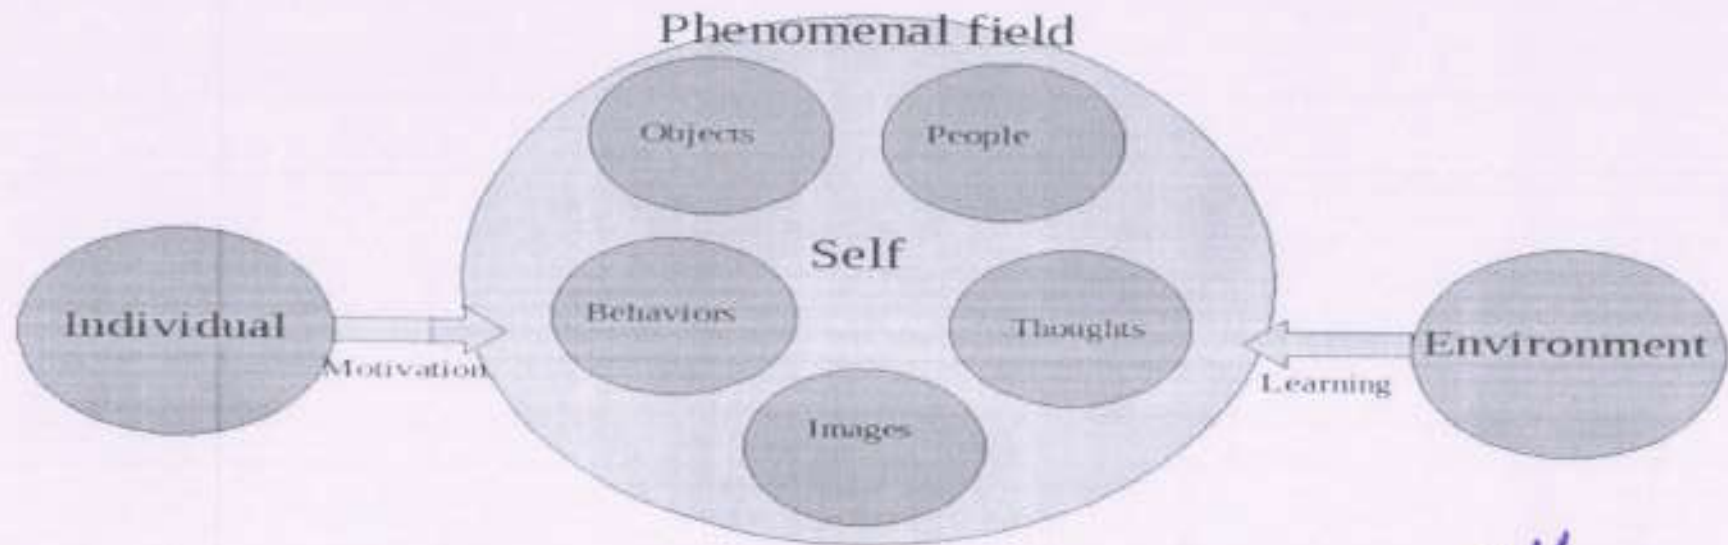 Phenomenal field
Objects
People
Self
Behaviors
Thoughts
Images
Individual
Motivation
Environment
Learning